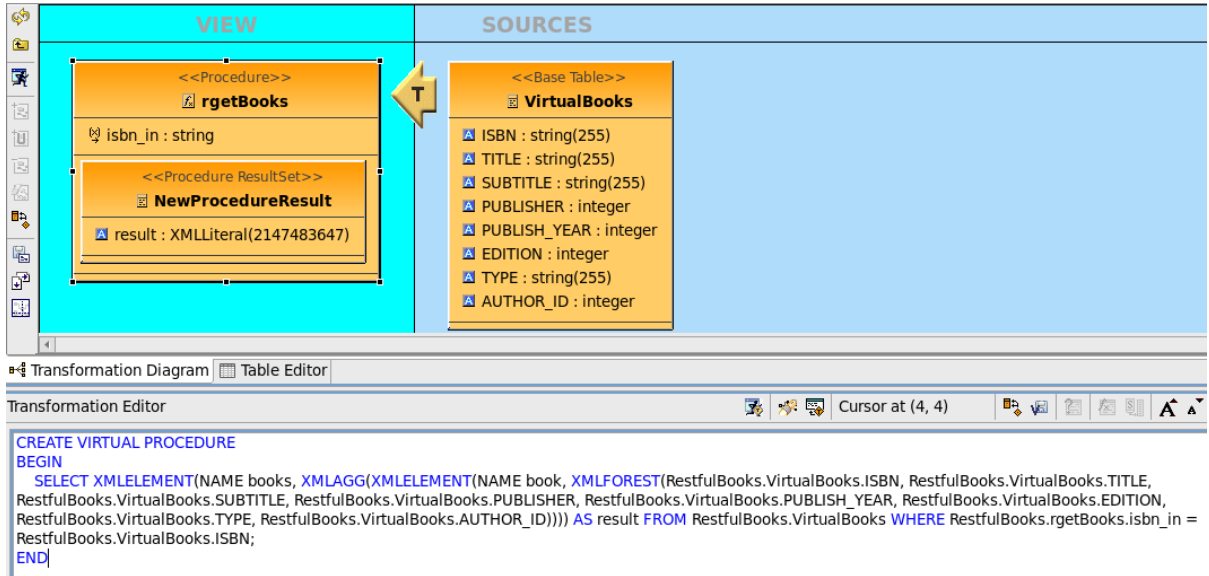 VIEW
SOURCES
<<Procedure>>
rgetBooks
isbn_in : string
<<Procedure ResultSet>>
NewProcedureResult
result : XMLLiteral(2147483647)
T
<<Base Table>>
VirtualBooks
ISBN : string(255)
TITLE : string(255)
SUBTITLE : string(255)
PUBLISHER : integer
PUBLISH_YEAR : integer
EDITION : integer
TYPE : string(255)
AUTHOR_ID : integer
Transformation Diagram
Table Editor
Transformation Editor
Cursor at (4, 4)
CREATE VIRTUAL PROCEDURE
BEGIN
SELECT XMLELEMENT(NAME books, XMLAGG(XMLELEMENT(NAME book, XMLFOREST(RestfulBooks.VirtualBooks.ISBN, RestfulBooks.VirtualBooks.TITLE,
RestfulBooks.VirtualBooks.SUBTITLE, RestfulBooks.VirtualBooks.PUBLISHER, RestfulBooks.VirtualBooks.PUBLISH_YEAR, RestfulBooks.VirtualBooks.EDITION,
RestfulBooks.VirtualBooks.TYPE, RestfulBooks.VirtualBooks.AUTHOR_ID)))) AS result FROM RestfulBooks.VirtualBooks WHERE RestfulBooks.rgetBooks.isbn_in =
RestfulBooks.VirtualBooks.ISBN;
END